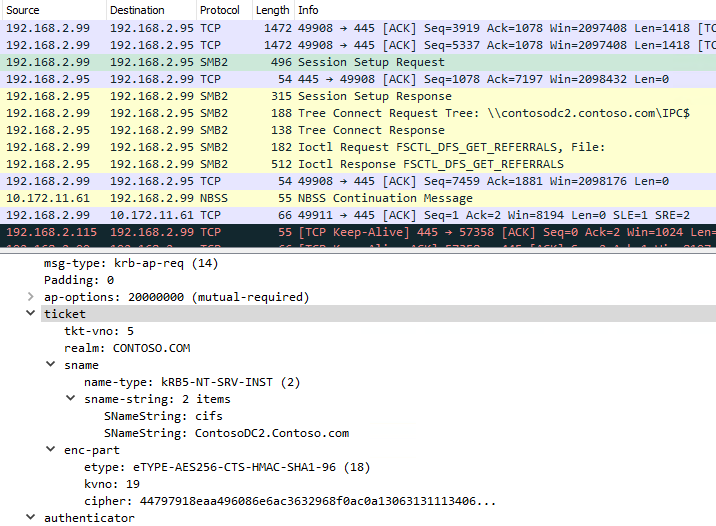 Source Destination Protocol Length Info
192.168.2.99 192.168.2.95 TCP 1472 49908 → 445 [ACK] Seq=3919 Ack=1078 Win=2097408 Len=1418 [TC
192.168.2.99 192.168.2.95 TCP 1472 49908 → 445 [ACK] Seq=5337 Ack=1078 Win=2097408 Len=1418 [TC
192.168.2.99 192.168.2.95 SMB2 496 Session Setup Request
192.168.2.95 192.168.2.99 TCP 54 445 → 49908 [ACK] Seq=1078 Ack=7197 Win=2098432 Len=0
192.168.2.95 192.168.2.99 SMB2 315 Session Setup Response
192.168.2.99 192.168.2.95 SMB2 188 Tree Connect Request Tree: \\contosodc2.contoso.com\IPC$
192.168.2.95 192.168.2.99 SMB2 138 Tree Connect Response
192.168.2.99 192.168.2.95 SMB2 182 Ioctl Request FSCTL_DFS_GET_REFERRALS, File:
192.168.2.95 192.168.2.99 SMB2 512 Ioctl Response FSCTL_DFS_GET_REFERRALS
192.168.2.99 192.168.2.95 TCP 54 49908 → 445 [ACK] Seq=7459 Ack=1881 Win=2098176 Len=0
10.172.11.61 192.168.2.99 NBSS 55 NBSS Continuation Message
192.168.2.99 10.172.11.61 TCP 66 49911 → 445 [ACK] Seq=1 Ack=2 Win=8194 Len=0 SLE=1 SRE=2
192.168.2.115 192.168.2.99 TCP 55 [TCP Keep-Alive] 445 → 57358 [ACK] Seq=0 Ack=2 Win=1024 Len=
msg-type: krb-ap-req (14)
Padding: 0
ap-options: 20000000 (mutual-required)
ticket
tkt-vno: 5
realm: CONTOSO.COM
sname
name-type: kRB5-NT-SRV-INST (2)
sname-string: 2 items
SNameString: cifs
SNameString: ContosoDC2.Contoso.com
enc-part
etype: eTYPE-AES256-CTS-HMAC-SHA1-96 (18)
kvno: 19
cipher: 44797918eaa496086e6ac3632968f0ac0a13063131113406...
authenticator